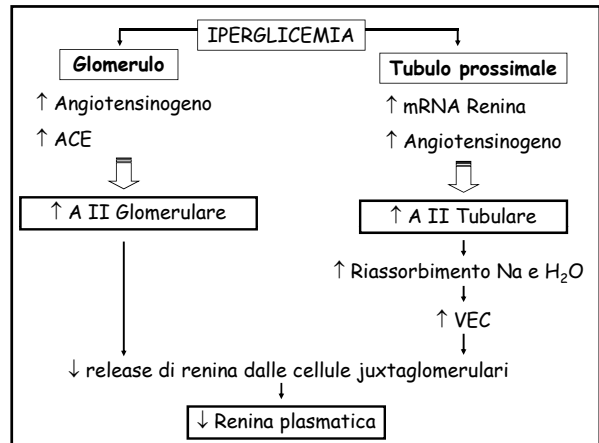 IPERGLICEMIA
Glomerulo
↑ Angiotensinogeno
↑ ACE
↑ A II Glomerulare
Tubulo prossimale
↑ mRNA Renina
↑ Angiotensinogeno
↑ A II Tubulare
↑ Riassorbimento Na e H₂O
↑ VEC
↓ release di renina dalle cellule juxtaglomerulari
↓ Renina plasmatica